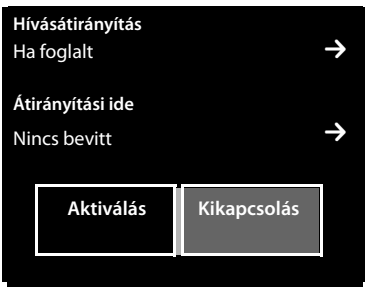 Hívásátirányítás
Ha foglalt
Átirányítási ide
Nincs bevitt
Aktiválás Kikapcsolás